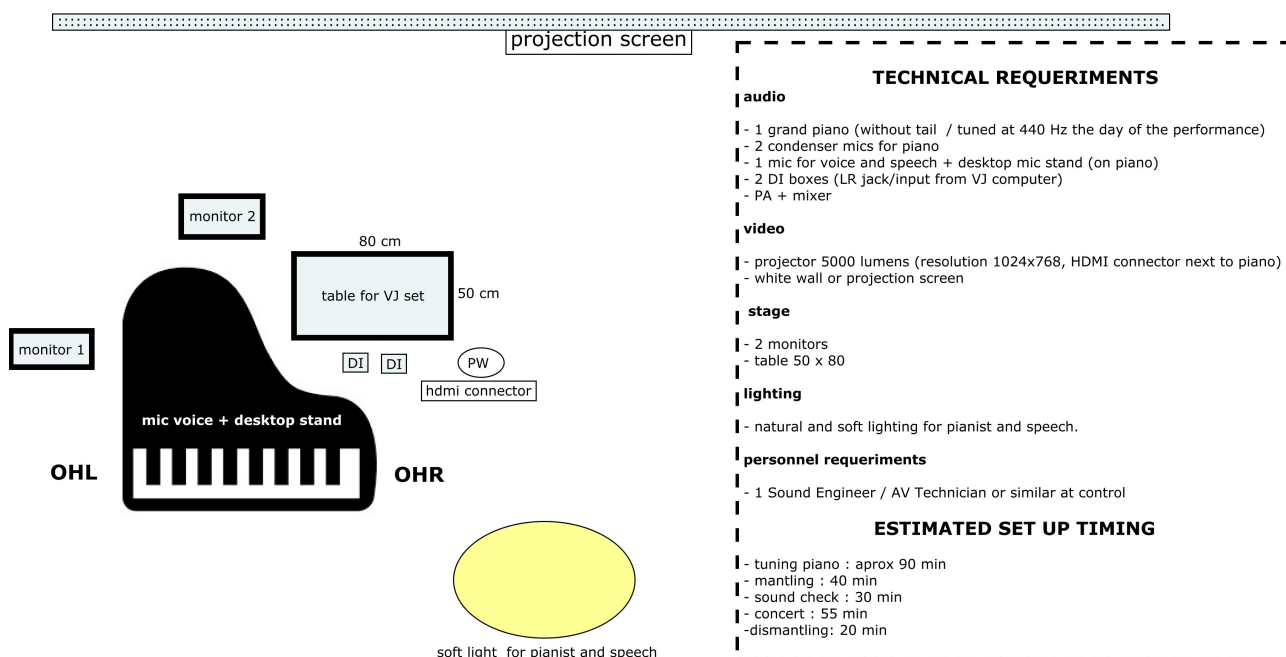 projection screen
monitor 2
80 cm
table for VJ set
50 cm
monitor 1
DI
DI
PW
hdmi connector
mic voice + desktop stand
OHL
OHR
soft light for pianist and speech
TECHNICAL REQUERIMENTS
audio
- 1 grand piano (without tail / tuned at 440 Hz the day of the performance)
- 2 condenser mics for piano
- 1 mic for voice and speech + desktop mic stand (on piano)
- 2 DI boxes (LR jack/input from VJ computer)
- PA + mixer
video
- projector 5000 lumens (resolution 1024x768, HDMI connector next to piano)
- white wall or projection screen
stage
- 2 monitors
- table 50 x 80
lighting
- natural and soft lighting for pianist and speech.
personnel requeriments
- 1 Sound Engineer / AV Technician or similar at control
ESTIMATED SET UP TIMING
- tuning piano : aprox 90 min
- mantling : 40 min
- sound check : 30 min
- concert : 55 min
-dismantling: 20 min